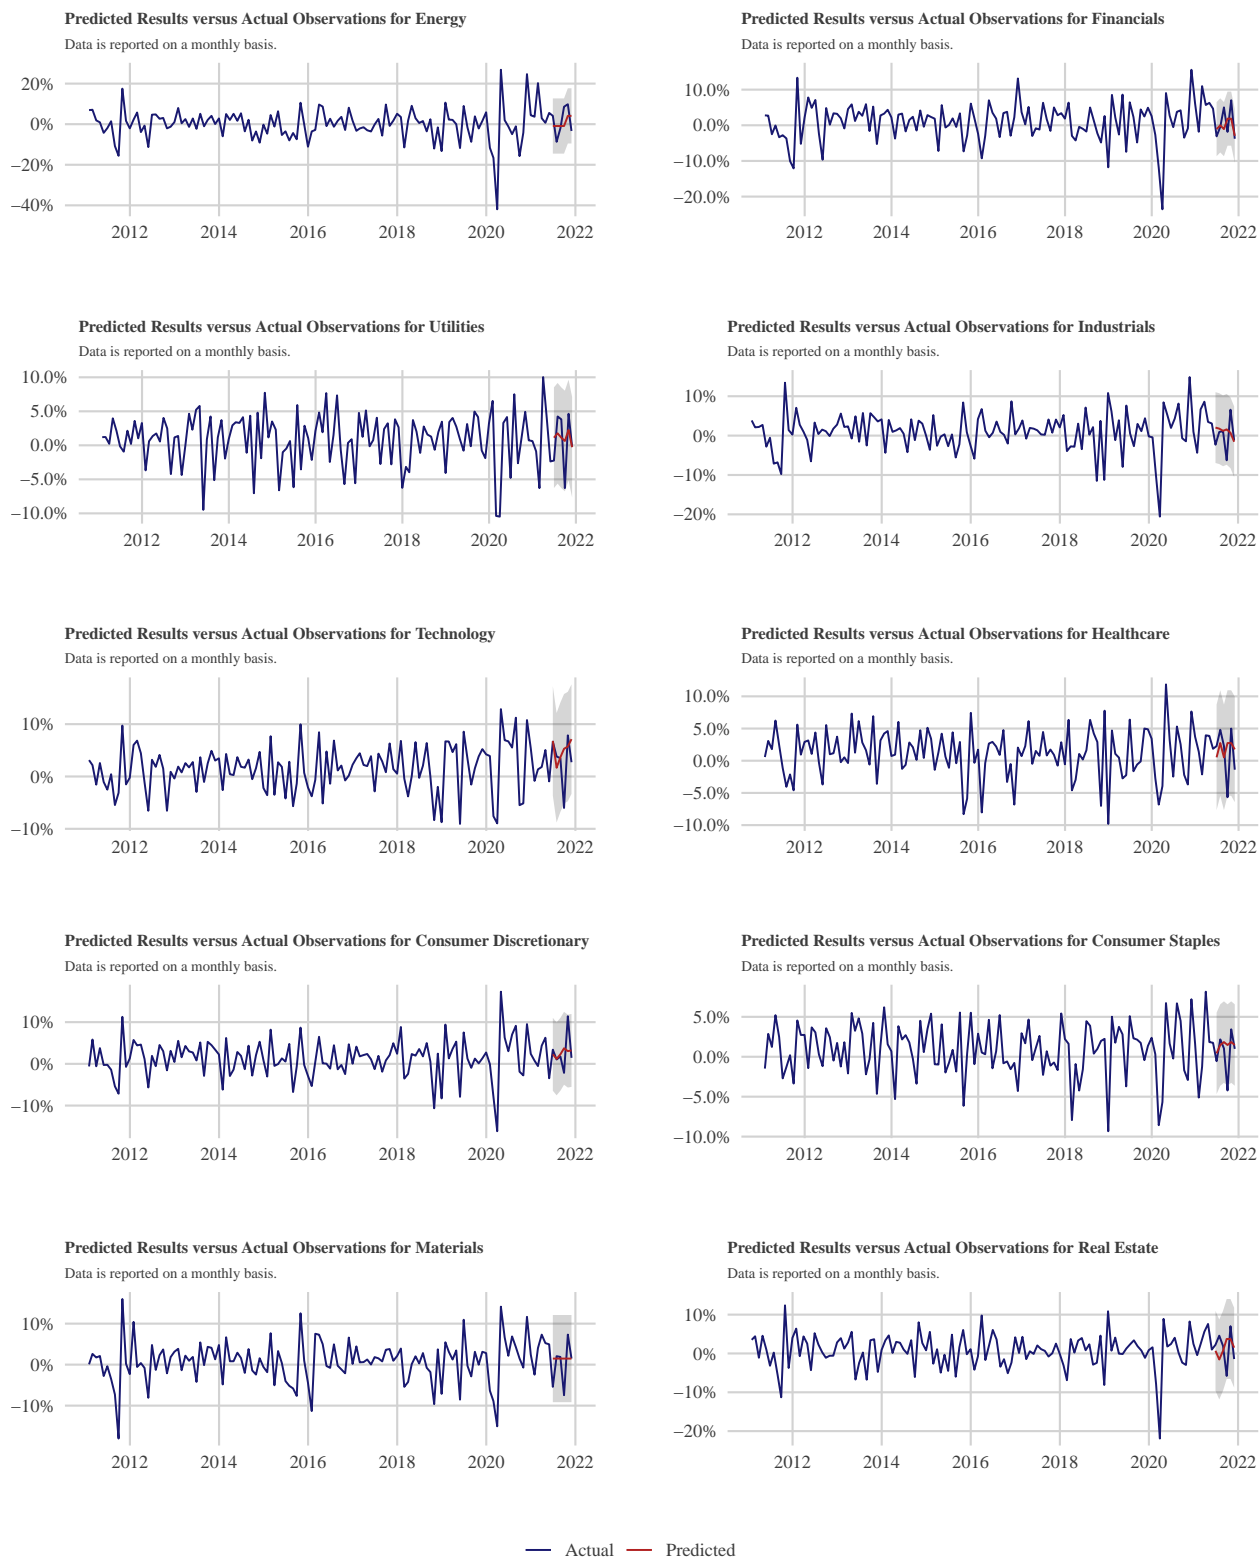 Predicted Results versus Actual Observations for Energy
Data is reported on a monthly basis.
20%
0%
−20%
−40%
2012 2014 2016 2018 2020 2022
Predicted Results versus Actual Observations for Financials
Data is reported on a monthly basis.
10.0%
0.0%
−10.0%
−20.0%
2012 2014 2016 2018 2020 2022
Predicted Results versus Actual Observations for Utilities
Data is reported on a monthly basis.
10.0%
5.0%
0.0%
−5.0%
−10.0%
2012 2014 2016 2018 2020 2022
Predicted Results versus Actual Observations for Industrials
Data is reported on a monthly basis.
10%
0%
−10%
−20%
2012 2014 2016 2018 2020 2022
Predicted Results versus Actual Observations for Technology
Data is reported on a monthly basis.
10%
0%
−10%
2012 2014 2016 2018 2020 2022
Predicted Results versus Actual Observations for Healthcare
Data is reported on a monthly basis.
10.0%
5.0%
0.0%
−5.0%
−10.0%
2012 2014 2016 2018 2020 2022
Predicted Results versus Actual Observations for Consumer Discretionary
Data is reported on a monthly basis.
10%
0%
−10%
2012 2014 2016 2018 2020 2022
Predicted Results versus Actual Observations for Consumer Staples
Data is reported on a monthly basis.
5.0%
0.0%
−5.0%
−10.0%
2012 2014 2016 2018 2020 2022
Predicted Results versus Actual Observations for Materials
Data is reported on a monthly basis.
10%
0%
−10%
2012 2014 2016 2018 2020 2022
Predicted Results versus Actual Observations for Real Estate
Data is reported on a monthly basis.
10%
0%
−10%
−20%
2012 2014 2016 2018 2020 2022
Actual Predicted